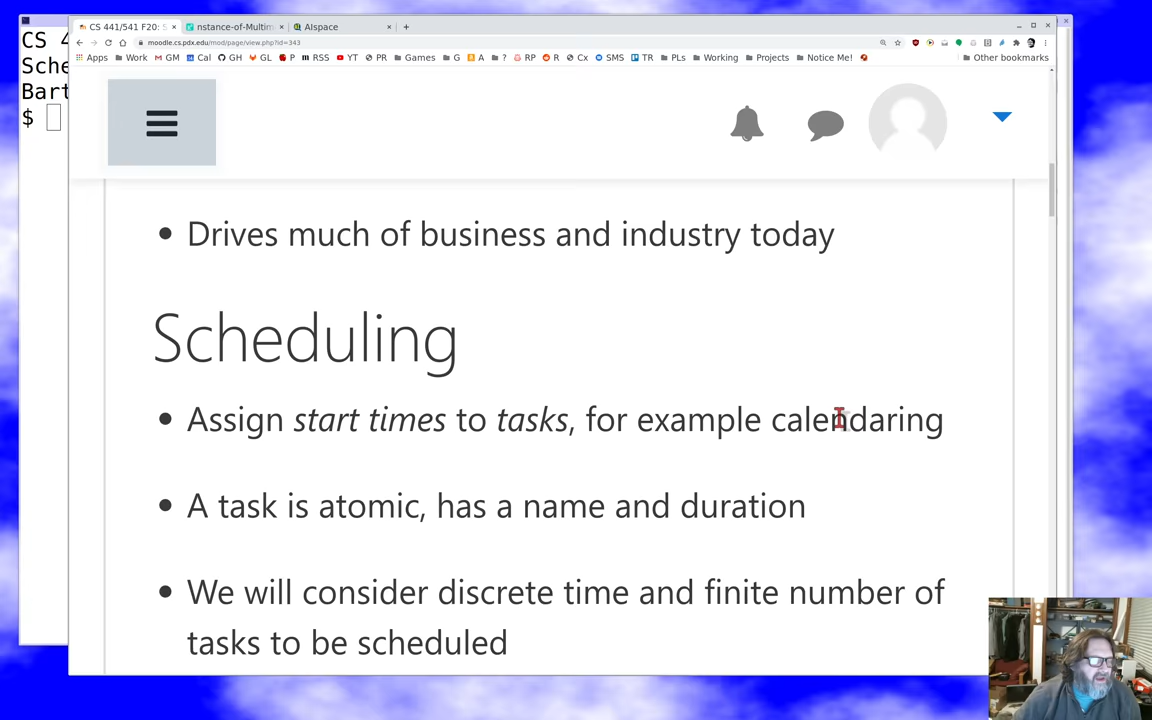 CS 441/541 F20: S
nstance-of-Multim
AIspace
moodle.cs.pdx.edu/mod/page/view.php?id=343
Apps Work GM Cal GH GL P RSS YT PR Games G A ? RP R Cx SMS TR PLs Working Projects Notice Me! Other bookmarks
CS 4
Sche
Bart
$
• Drives much of business and industry today
Scheduling
• Assign start times to tasks, for example calendaring
• A task is atomic, has a name and duration
• We will consider discrete time and finite number of
tasks to be scheduled